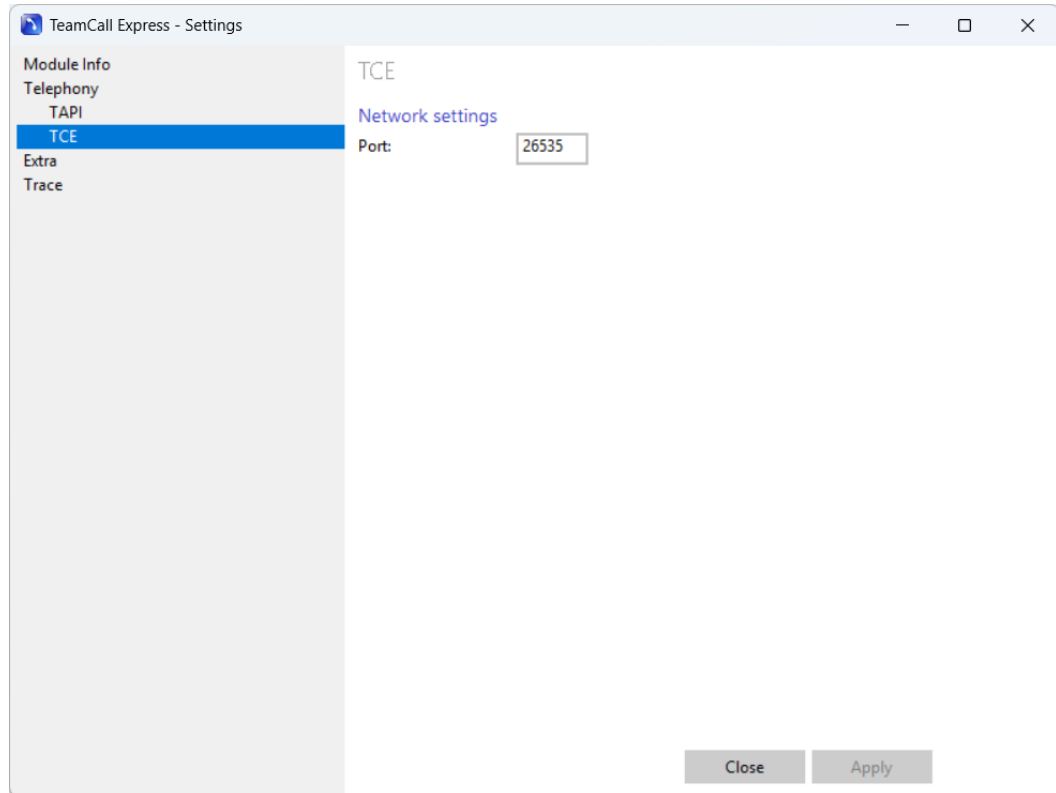 TeamCall Express - Settings
Module Info
Telephony
TAPI
TCE
Extra
Trace
TCE
Network settings
Port: 26535
Close Apply